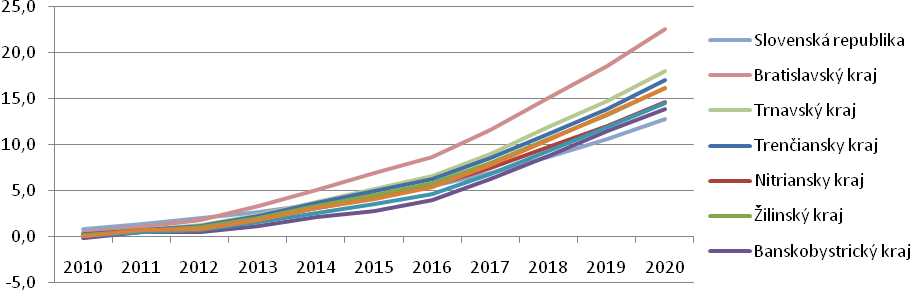 25,0
20,0
15,0
10,0
5,0
0,0
-5,0
2010 2011 2012 2013 2014 2015 2016 2017 2018 2019 2020
Slovenská republika
Bratislavský kraj
Trnavský kraj
Trenčiansky kraj
Nitriansky kraj
Žilinský kraj
Banskobystrický kraj